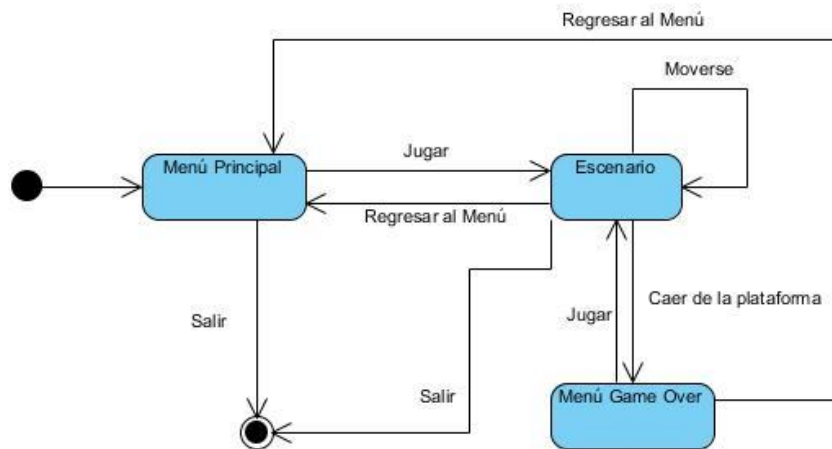 Regresar al Menú
Moverse
Jugar
Menú Principal
Escenario
Regresar al Menú
Caer de la plataforma
Jugar
Salir
Salir
Menú Game Over